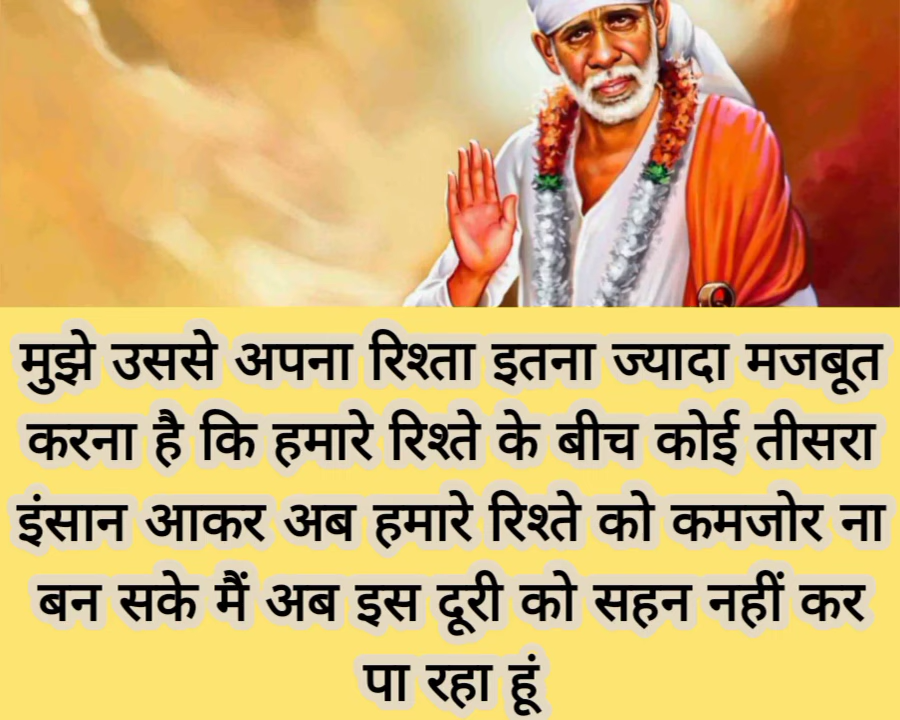 मुझे उससे अपना रिश्ता इतना ज्यादा मजबूत
करना है कि हमारे रिश्ते के बीच कोई तीसरा
इंसान आकर अब हमारे रिश्ते को कमजोर ना
बन सके मैं अब इस दूरी को सहन नहीं कर
पा रहा हूं